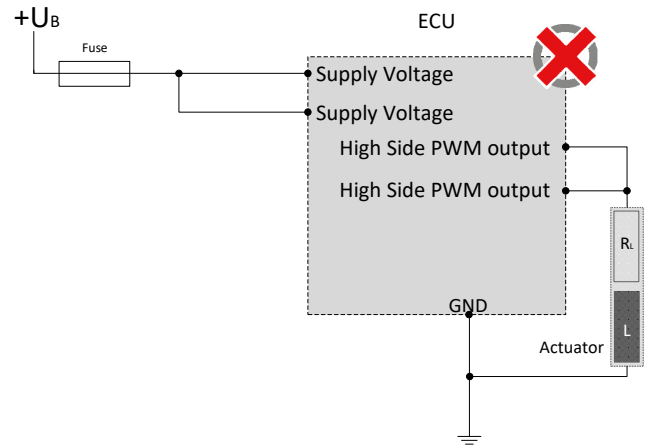 +UB
ECU
Fuse
Supply Voltage
Supply Voltage
High Side PWM output
High Side PWM output
RL
L
GND
Actuator